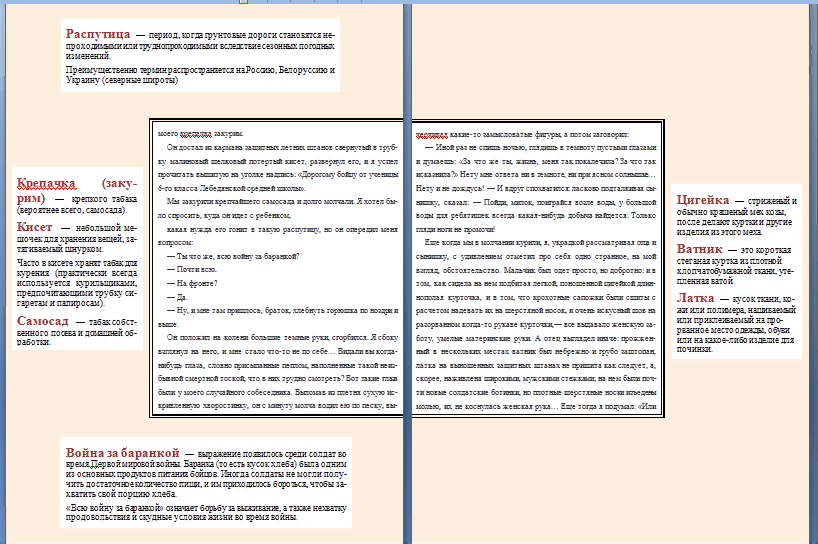 Распутица — период, когда грунтовые дороги становятся не-
проходимыми или труднопроходимыми вследствие сезонных погодных
изменений.
Преимущественно термин распространяется на Россию, Белоруссию и
Украину (северные широты)
Крепачка (заку-
рим) — крепкого табака
(вероятнее всего, самосада).
Кисет — небольшой ме-
шочек для хранения вещей, за-
тягиваемый шнурком.
Часто в кисете хранят табак для
курения (практически всегда
используется курильщиками,
предпочитающими трубку си-
гаретам и папиросам).
Самосад — табак собст-
венного посева и домашней об-
работки.
моего крепачка закурим.
Он достал из кармана защитных летних штанов свернутый в труб-
ку малиновый шелковый потертый кисет, развернул его, и я успел
прочитать вышитую на уголке надпись: «Дорогому бойцу от ученицы
6-го класса Лебедянской средней школы».
Мы закурили крепчайшего самосада и долго молчали. Я хотел бы-
ло спросить, куда он идет с ребенком,
какая нужда его гонит в такую распутицу, но он опередил меня
вопросом:
— Ты что же, всю войну за баранкой?
— Почти всю.
— На фронте?
— Да.
— Ну, и мне там пришлось, браток, хлебнуть горюшка по ноздри и
выше.
Он положил на колени большие темные руки, сгорбился. Я сбоку
взглянул на него, и мне стало что-то не по себе... Видали вы когда-
нибудь глаза, словно присыпанные пеплом, наполненные такой неиз-
бывной смертной тоской, что в них трудно смотреть? Вот такие глаза
были у моего случайного собеседника. Выломав из плетня сухую ис-
кривленную хворостинку, он с минуту молча водил ею по песку, вы-
черчивая какие-то замысловатые фигуры, а потом заговорил:
— Иной раз не спишь ночью, глядишь в темноту пустыми глазами
и думаешь: «За что же ты, жизнь, меня так покалечила? За что так
исказнила?» Нету мне ответа ни в темноте, ни при ясном солнышке...
Нету и не дождусь! — И вдруг спохватился: ласково подталкивая сы-
нишку, сказал: — Пойди, милок, поиграйся возле воды, у большой
воды для ребятишек всегда какая-нибудь добыча найдется. Только
гляди ноги не промочи!
Еще когда мы в молчании курили, я, украдкой рассматривая отца и
сынишку, с удивлением отметил про себя одно странное, на мой
взгляд, обстоятельство. Мальчик был одет просто, но добротно: и в
том, как сидела на нем подбитая легкой, поношенной цигейкой длин-
нополая курточка, и в том, что крохотные сапожки были сшиты с
расчетом надевать их на шерстяной носок, и очень искусный шов на
разорванном когда-то рукаве курточки,— все выдавало женскую за-
боту, умелые материнские руки. А отец выглядел иначе: прожжен-
ный в нескольких местах ватник был небрежно и грубо заштопан,
латка на выношенных защитных штанах не пришита как следует, а,
скорее, наживлена широкими, мужскими стежками; на нем были поч-
ти новые солдатские ботинки, но плотные шерстяные носки изъедены
молью, их не коснулась женская рука... Еще тогда я подумал: «Или
Цигейка — стриженый и
обычно крашеный мех козы,
после делают куртки и другие
изделия из этого меха.
Ватник — это короткая
стеганая куртка из плотной
хлопчатобумажной ткани, уте-
пленная ватой.
Латка — кусок ткани, ко-
жи или полимера, нашиваемый
или приклеиваемый на про-
рванное место одежды, обуви
или на какое-либо изделие для
починки.
Война за баранкой — выражение появилось среди солдат во
время Первой мировой войны. Баранка (то есть кусок хлеба) была одним
из основных продуктов питания бойцов. Иногда солдаты не могли полу-
чить достаточное количество пищи, и им приходилось бороться, чтобы за-
хватить свой порцию хлеба.
«Всю войну за баранкой» означает борьбу за выживание, а также нехватку
продовольствия и скудные условия жизни во время войны.